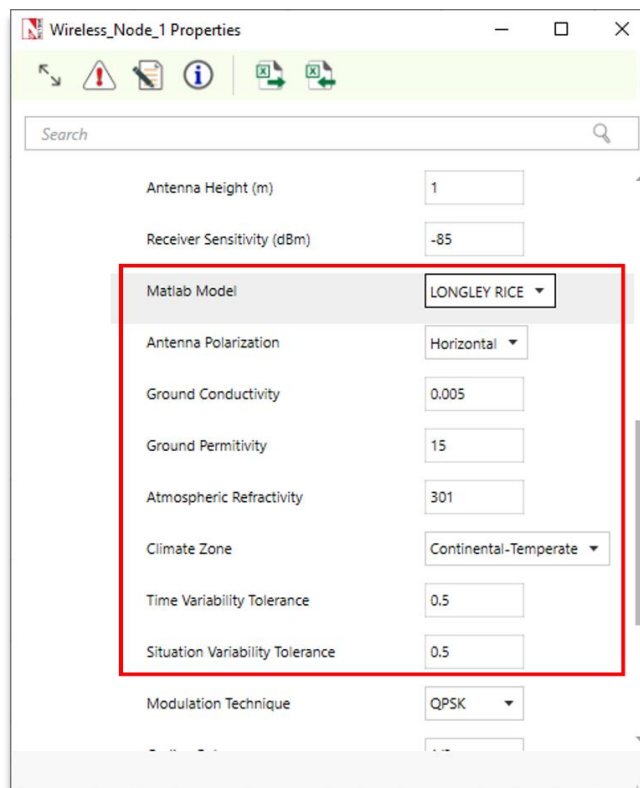 Wireless_Node_1 Properties
Search
Antenna Height (m) 1
Receiver Sensitivity (dBm) -85
Matlab Model LONGLEY RICE
Antenna Polarization Horizontal
Ground Conductivity 0.005
Ground Permitivity 15
Atmospheric Refractivity 301
Climate Zone Continental-Temperate
Time Variability Tolerance 0.5
Situation Variability Tolerance 0.5
Modulation Technique QPSK